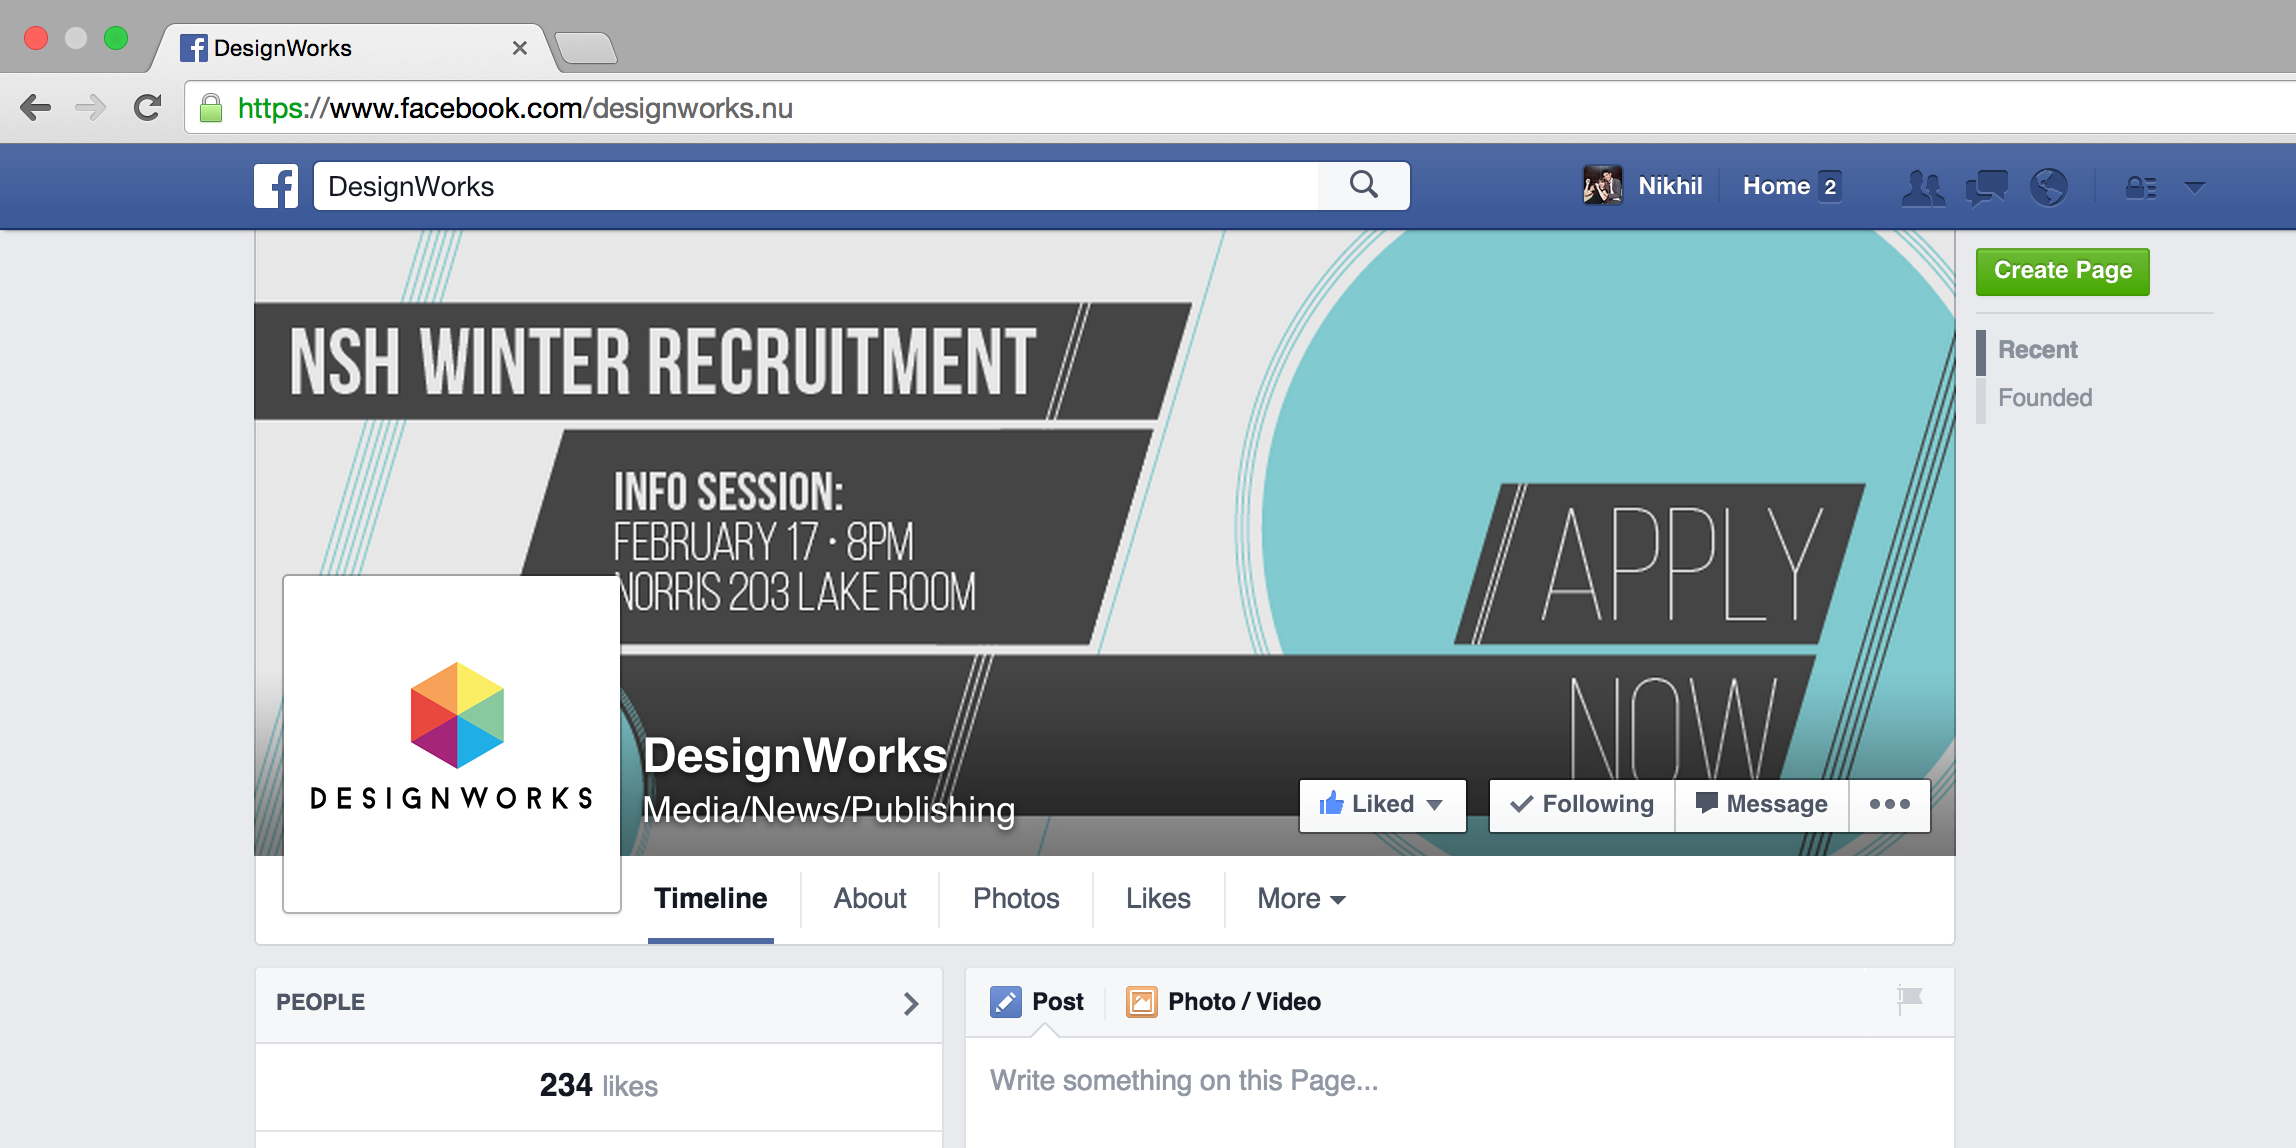 DesignWorks
https://www.facebook.com/designworks.nu
DesignWorks
Nikhil
Home 2
Create Page
Recent
Founded
NSH WINTER RECRUITMENT
INFO SESSION:
FEBRUARY 17 • 8PM
NORRIS 203 LAKE ROOM
APPLY
NOW
DESIGNWORKS
DesignWorks
Media/News/Publishing
Liked
Following
Message
Timeline
About
Photos
Likes
More
PEOPLE
234 likes
Post
Photo / Video
Write something on this Page...